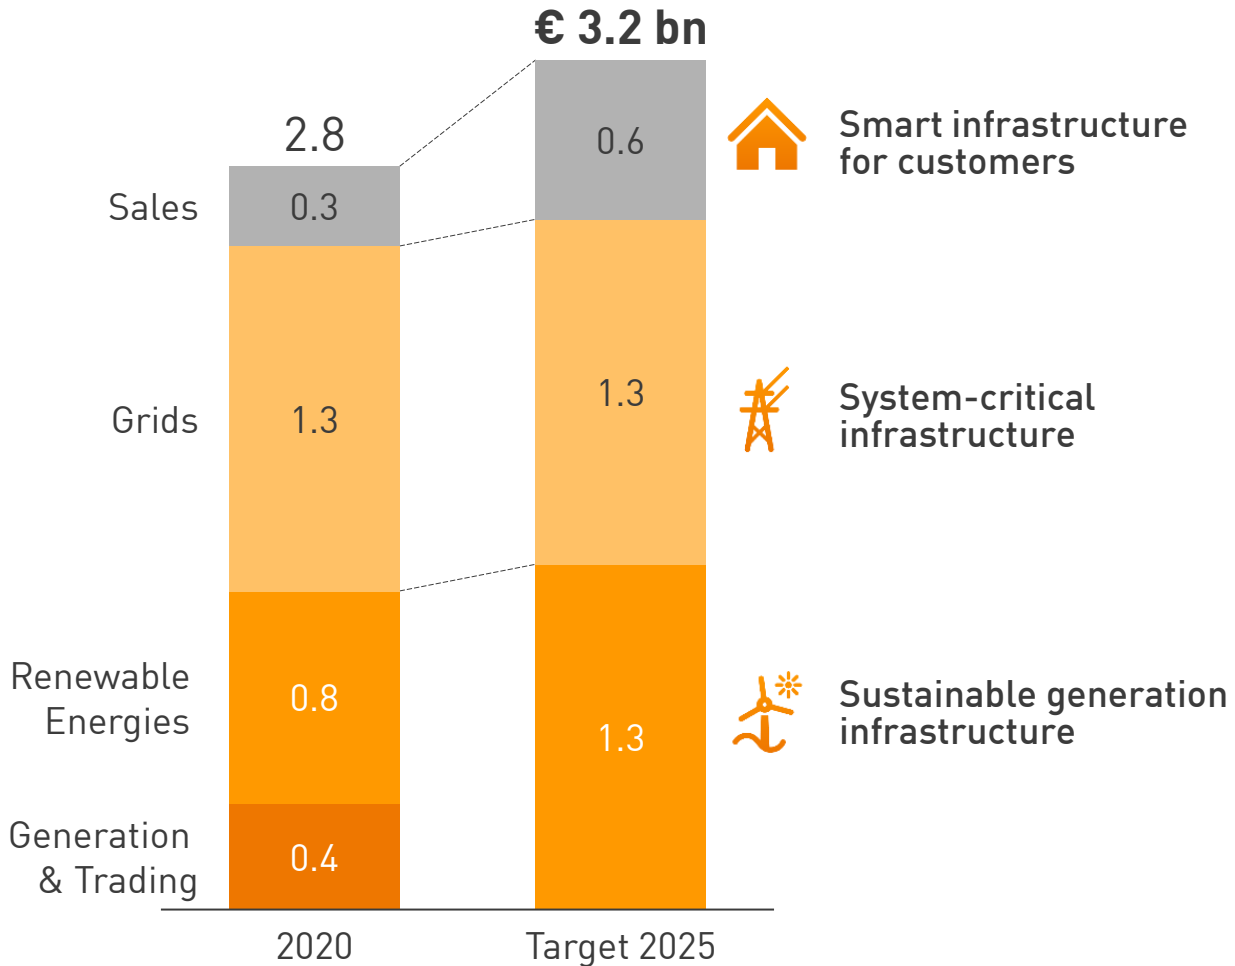 € 3.2 bn
2.8
Sales
0.3
0.6
Smart infrastructure
for customers
Grids
1.3
1.3
System-critical
infrastructure
Renewable
Energies
0.8
1.3
Sustainable generation
infrastructure
Generation
& Trading
0.4
2020
Target 2025